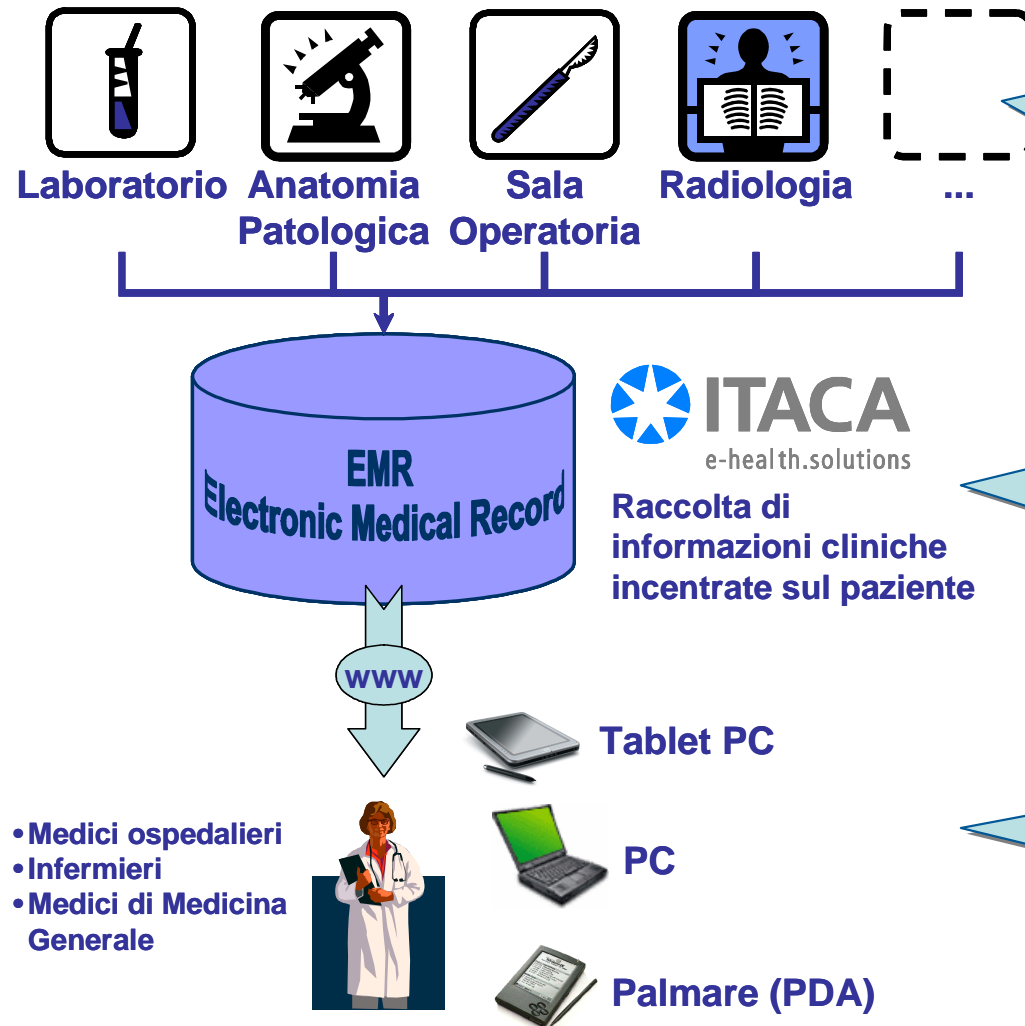 Laboratorio
Anatomia
Patologica
Sala
Operatoria
Radiologia
...
EMR
Electronic Medical Record
ITACA
e-health.solutions
Raccolta di
informazioni cliniche
incentrate sul paziente
www
Tablet PC
•Medici ospedalieri
•Infermieri
•Medici di Medicina
Generale
PC
Palmare (PDA)